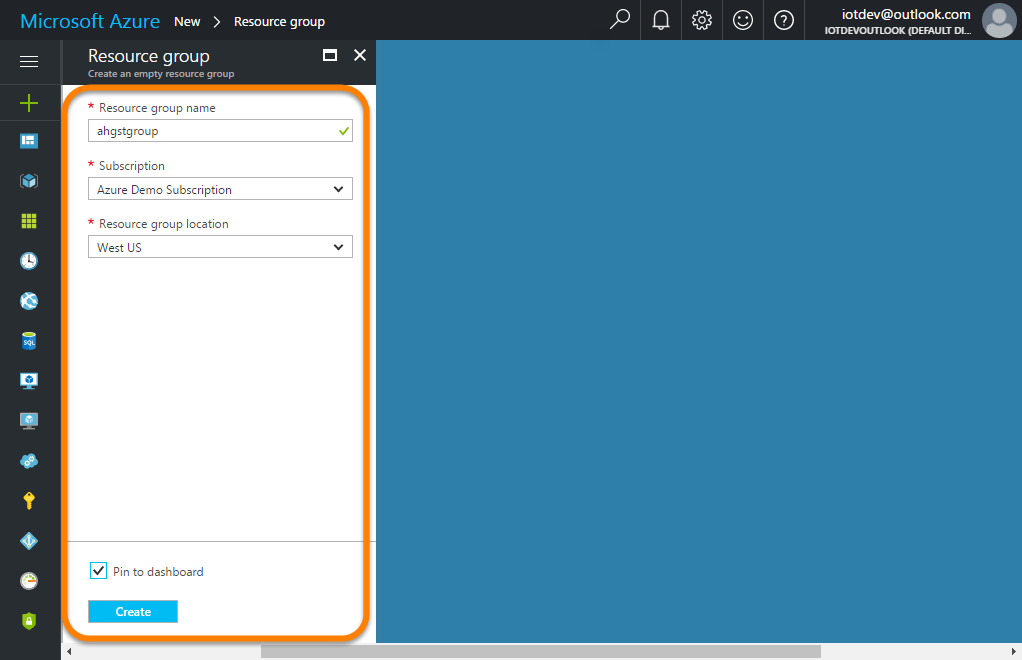 Microsoft Azure New > Resource group
iotdev@outlook.com
IOTDEVOUTLOOK (DEFAULT DI...
Resource group
Create an empty resource group
* Resource group name
ahgstgroup
* Subscription
Azure Demo Subscription
* Resource group location
West US
SQL
Pin to dashboard
Create